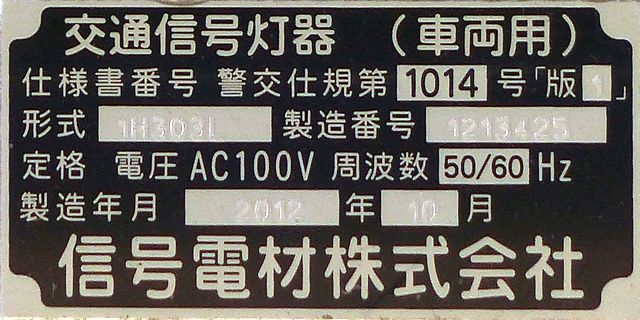 交通信号灯器（車両用）
仕様書番号 警交仕規第 1014 号「版 1」
形式 1H303L 製造番号 1213425
定格 電圧 AC100V 周波数 50/60 Hz
製造年月 2012 年 10 月
信号電材株式会社